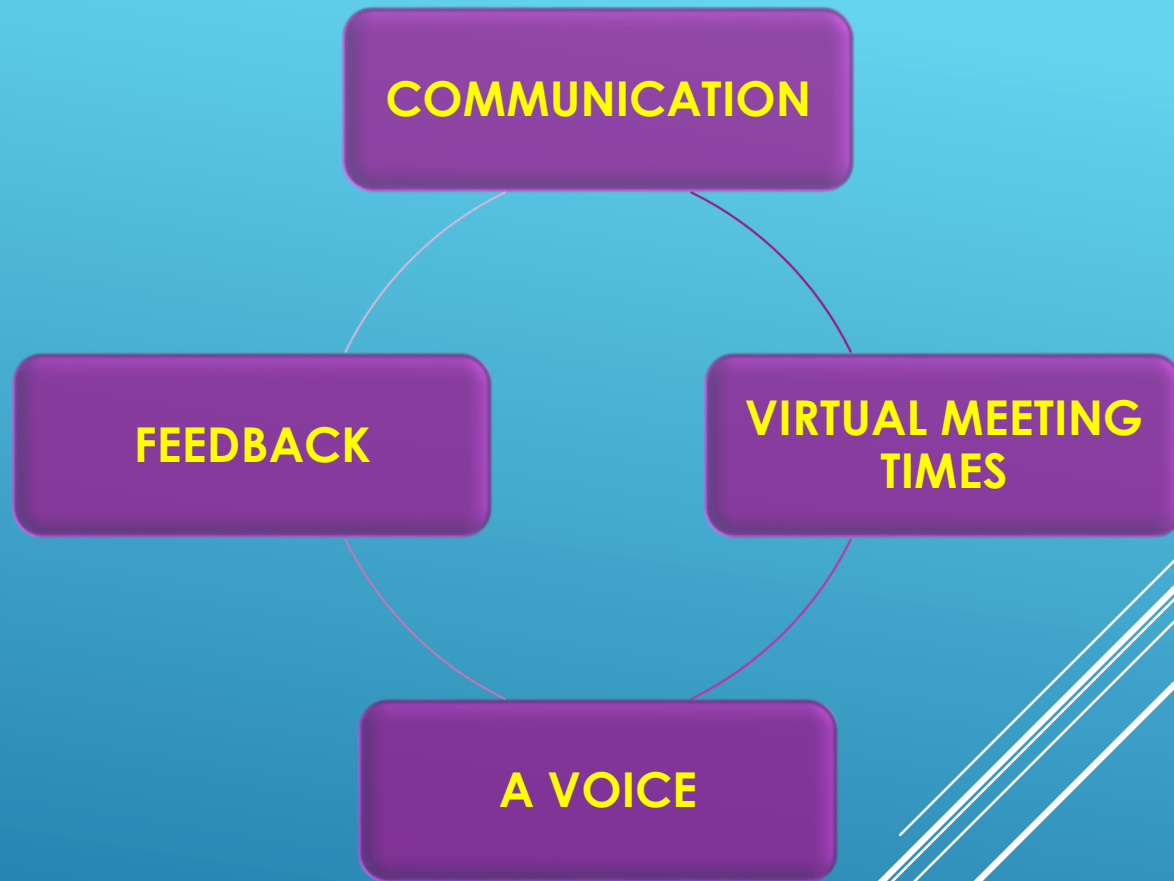 COMMUNICATION
FEEDBACK
VIRTUAL MEETING
TIMES
A VOICE